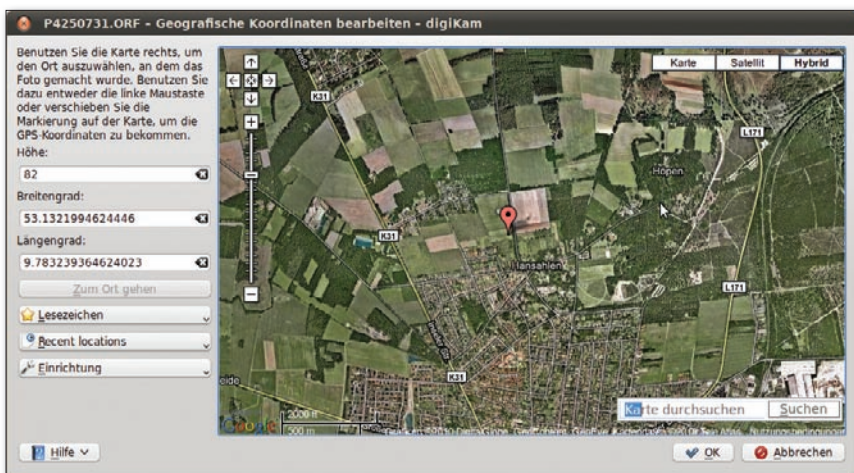 P4250731.ORF – Geografische Koordinaten bearbeiten – digiKam
Benutzen Sie die Karte rechts, um
den Ort auszuwählen, an dem das
Foto gemacht wurde. Benutzen Sie
dazu entweder die linke Maustaste
oder verschieben Sie die
Markierung auf der Karte, um die
GPS-Koordinaten zu bekommen.
Höhe:
82
Breitengrad:
53.1321994624446
Längengrad:
9.783239364624023
Zum Ort gehen
Lesezeichen
Recent locations
Einrichtung
Hilfe
Karte
Satellit
Hybrid
K31
L171
Höpen
K31
Hansahlen
L171
K31
2000 ft
500 m
Google
Karte durchsuchen
Suchen
Nutzungsbedingungen
OK
Abbrechen